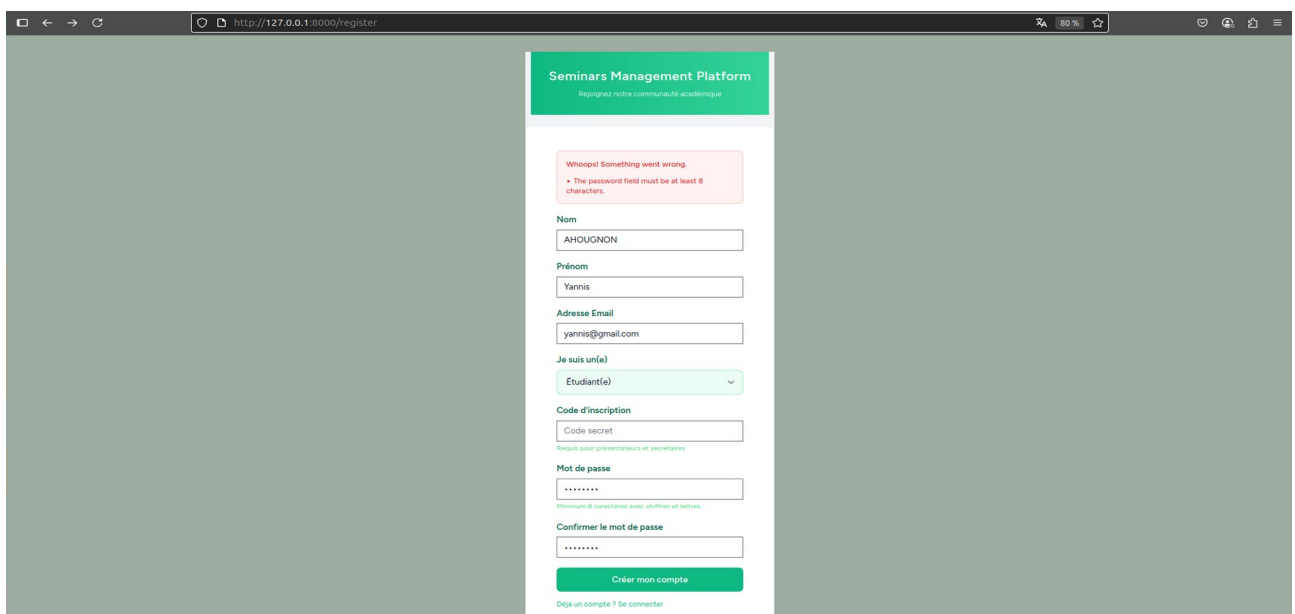 http://127.0.0.1:8000/register
80 %
Seminars Management Platform
Rejoignez notre communauté académique
Whoops! Something went wrong.
• The password field must be at least 8
characters.
Nom
AHOUGNON
Prénom
Yannis
Adresse Email
yannis@gmail.com
Je suis un(e)
Étudiant(e)
Code d'inscription
Code secret
Requis pour présentateurs et secrétaires
Mot de passe
••••••••
Minimum 8 caractères avec chiffres et lettres
Confirmer le mot de passe
••••••••
Créer mon compte
Déjà un compte ? Se connecter